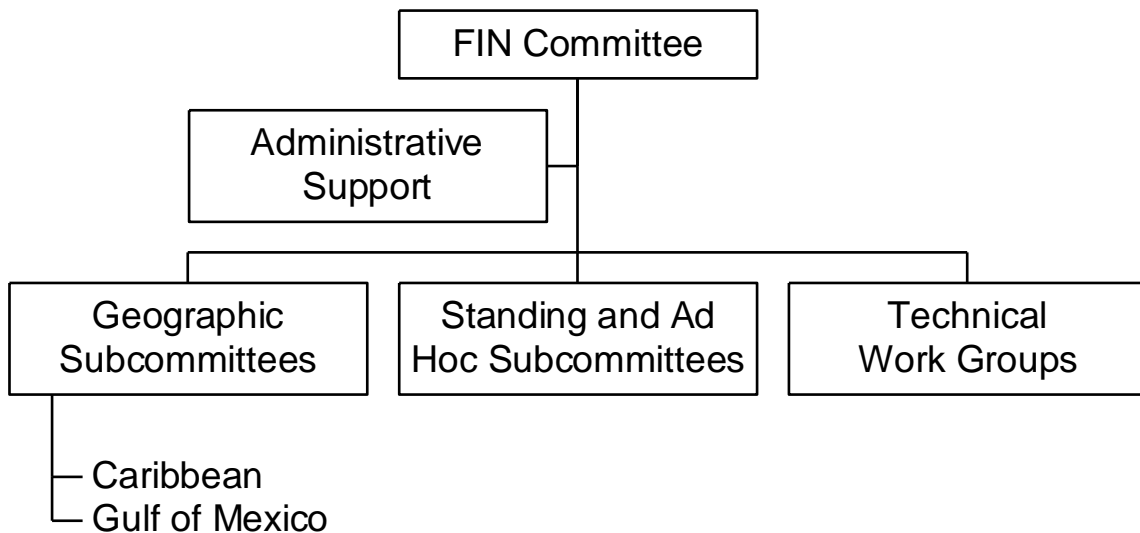 FIN Committee
Administrative
Support
Geographic
Subcommittees
Standing and Ad
Hoc Subcommittees
Technical
Work Groups
Caribbean
Gulf of Mexico